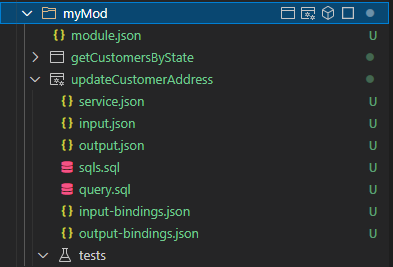 myMod
module.json U
getCustomersByState
updateCustomerAddress
service.json U
input.json U
output.json U
sqls.sql U
query.sql U
input-bindings.json U
output-bindings.json U
tests